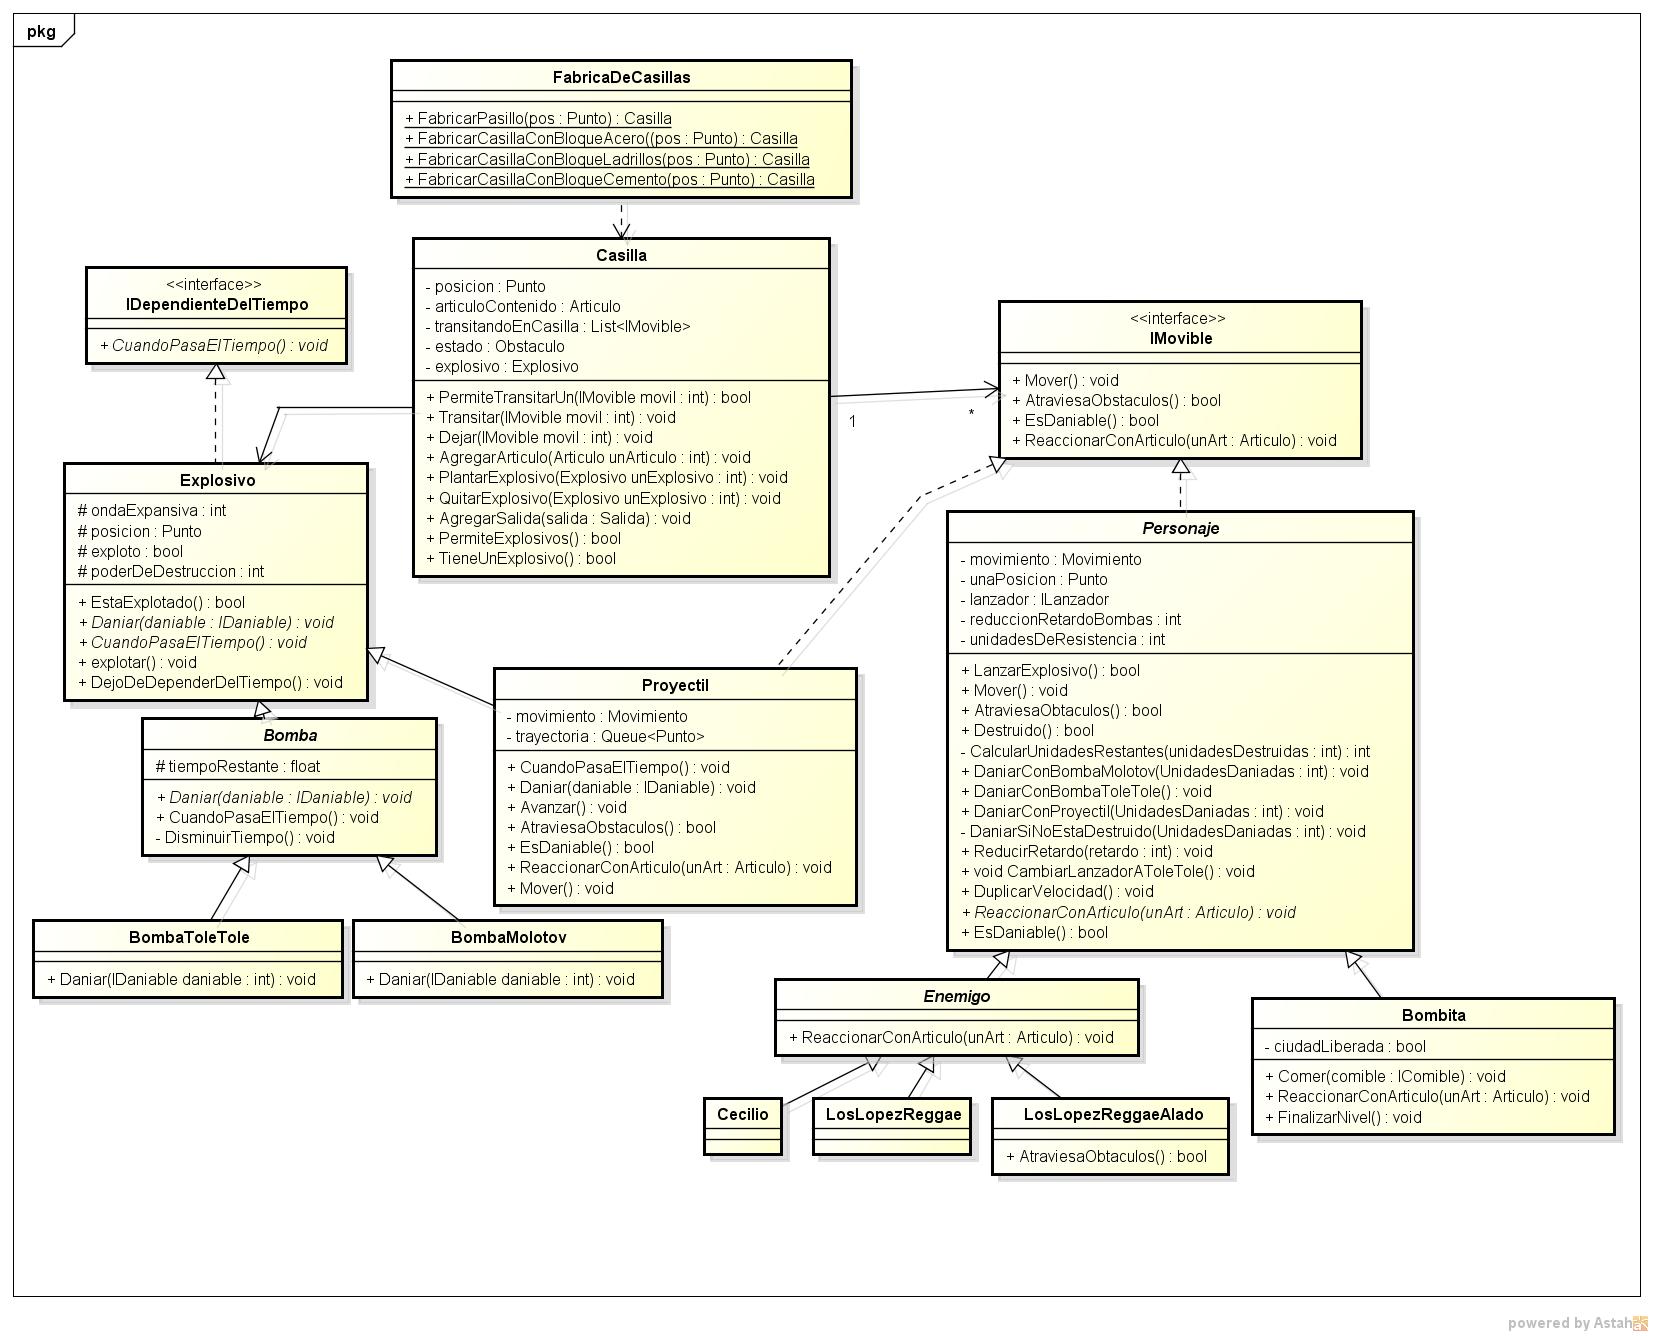 pkg
FabricaDeCasillas
+ FabricarPasillo(pos : Punto) : Casilla
+ FabricarCasillaConBloqueAcero((pos : Punto) : Casilla
+ FabricarCasillaConBloqueLadrillos(pos : Punto) : Casilla
+ FabricarCasillaConBloqueCemento(pos : Punto) : Casilla
<<interface>>
IDependienteDelTiempo
+ CuandoPasaElTiempo() : void
Casilla
- posicion : Punto
- articuloContenido : Articulo
- transitandoEnCasilla : List<IMovible>
- estado : Obstaculo
- explosivo : Explosivo
+ PermiteTransitarUn(IMovible movil : int) : bool
+ Transitar(IMovible movil : int) : void
+ Dejar(IMovible movil : int) : void
+ AgregarArticulo(Articulo unArticulo : int) : void
+ PlantarExplosivo(Explosivo unExplosivo : int) : void
+ QuitarExplosivo(Explosivo unExplosivo : int) : void
+ AgregarSalida(salida : Salida) : void
+ PermiteExplosivos() : bool
+ TieneUnExplosivo() : bool
1
*
<<interface>>
IMovible
+ Mover() : void
+ AtraviesaObstaculos() : bool
+ EsDaniable() : bool
+ ReaccionarConArticulo(unArt : Articulo) : void
Explosivo
# ondaExpansiva : int
# posicion : Punto
# exploto : bool
# poderDeDestruccion : int
+ EstaExplotado() : bool
+ Daniar(daniable : IDaniable) : void
+ CuandoPasaElTiempo() : void
+ explotar() : void
+ DejoDeDependerDelTiempo() : void
Personaje
- movimiento : Movimiento
- unaPosicion : Punto
- lanzador : ILanzador
- reduccionRetardoBombas : int
- unidadesDeResistencia : int
+ LanzarExplosivo() : bool
+ Mover() : void
+ AtraviesaObtaculos() : bool
+ Destruido() : bool
- CalcularUnidadesRestantes(unidadesDestruidas : int) : int
+ DaniarConBombaMolotov(UnidadesDaniadas : int) : void
+ DaniarConBombaToleTole() : void
+ DaniarConProyectil(UnidadesDaniadas : int) : void
- DaniarSiNoEstaDestruido(UnidadesDaniadas : int) : void
+ ReducirRetardo(retardo : int) : void
+ void CambiarLanzadorAToleTole() : void
+ DuplicarVelocidad() : void
+ ReaccionarConArticulo(unArt : Articulo) : void
+ EsDaniable() : bool
Proyectil
- movimiento : Movimiento
- trayectoria : Queue<Punto>
+ CuandoPasaElTiempo() : void
+ Daniar(daniable : IDaniable) : void
+ Avanzar() : void
+ AtraviesaObstaculos() : bool
+ EsDaniable() : bool
+ ReaccionarConArticulo(unArt : Articulo) : void
+ Mover() : void
Bomba
# tiempoRestante : float
+ Daniar(daniable : IDaniable) : void
+ CuandoPasaElTiempo() : void
- DisminuirTiempo() : void
BombaToleTole
+ Daniar(IDaniable daniable : int) : void
BombaMolotov
+ Daniar(IDaniable daniable : int) : void
Enemigo
+ ReaccionarConArticulo(unArt : Articulo) : void
Bombita
- ciudadLiberada : bool
+ Comer(comible : IComible) : void
+ ReaccionarConArticulo(unArt : Articulo) : void
+ FinalizarNivel() : void
Cecilio
LosLopezReggae
LosLopezReggaeAlado
+ AtraviesaObtaculos() : bool
powered by Astah